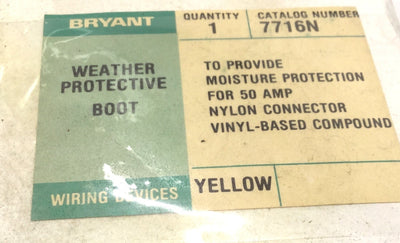 BRYANT
WEATHER
PROTECTIVE
BOOT
WIRING DEVICES
QUANTITY
1
CATALOG NUMBER
7716N
TO PROVIDE
MOISTURE PROTECTION
FOR 50 AMP
NYLON CONNECTOR
VINYL-BASED COMPOUND
YELLOW